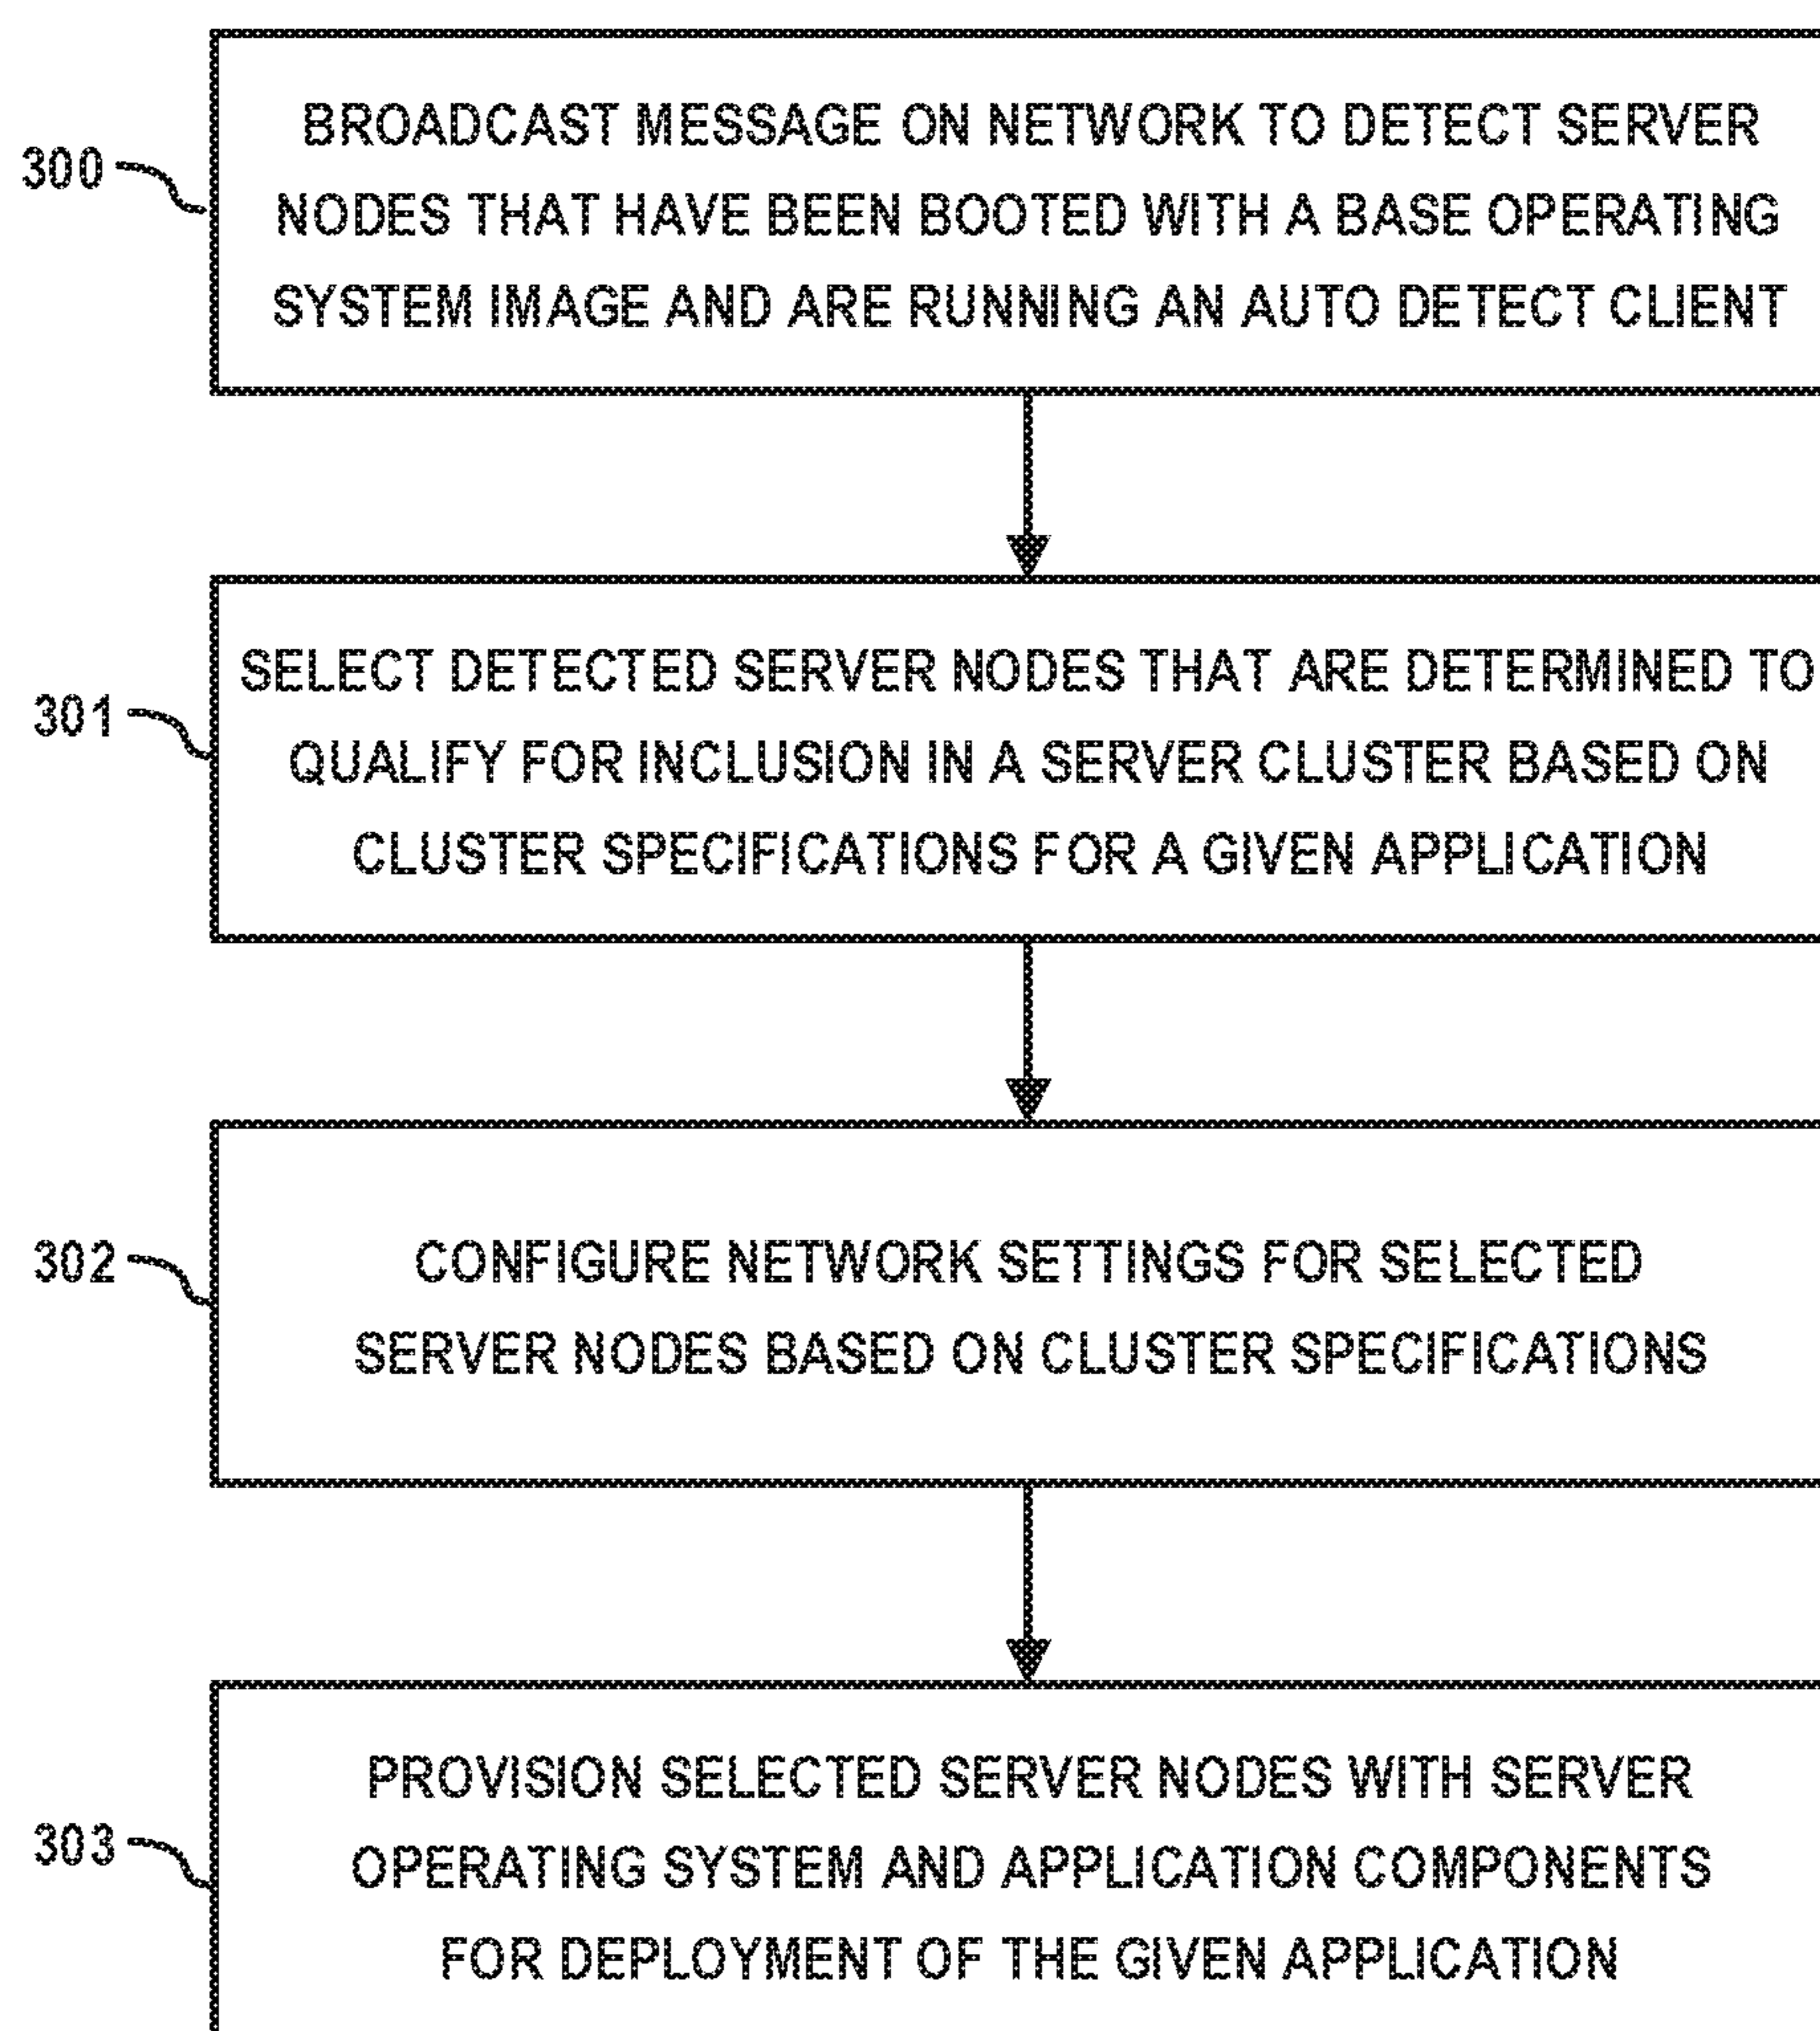 BROADCAST MESSAGE ON NETWORK TO DETECT SERVER
300
NODES THAT HAVE BEEN BOOTED WITH A BASE OPERATING
SYSTEM IMAGE AND ARE RUNNING AN AUTO DETECT CLIENT
SELECT DETECTED SERVER NODES THAT ARE DETERMINED TO
301
QUALIFY FOR INCLUSION IN A SERVER CLUSTER BASED ON
CLUSTER SPECIFICATIONS FOR A GIVEN APPLICATION
302
CONFIGURE NETWORK SETTINGS FOR SELECTED
SERVER NODES BASED ON CLUSTER SPECIFICATIONS
PROVISION SELECTED SERVER NODES WITH SERVER
303
OPERATING SYSTEM AND APPLICATION COMPONENTS
FOR DEPLOYMENT OF THE GIVEN APPLICATION